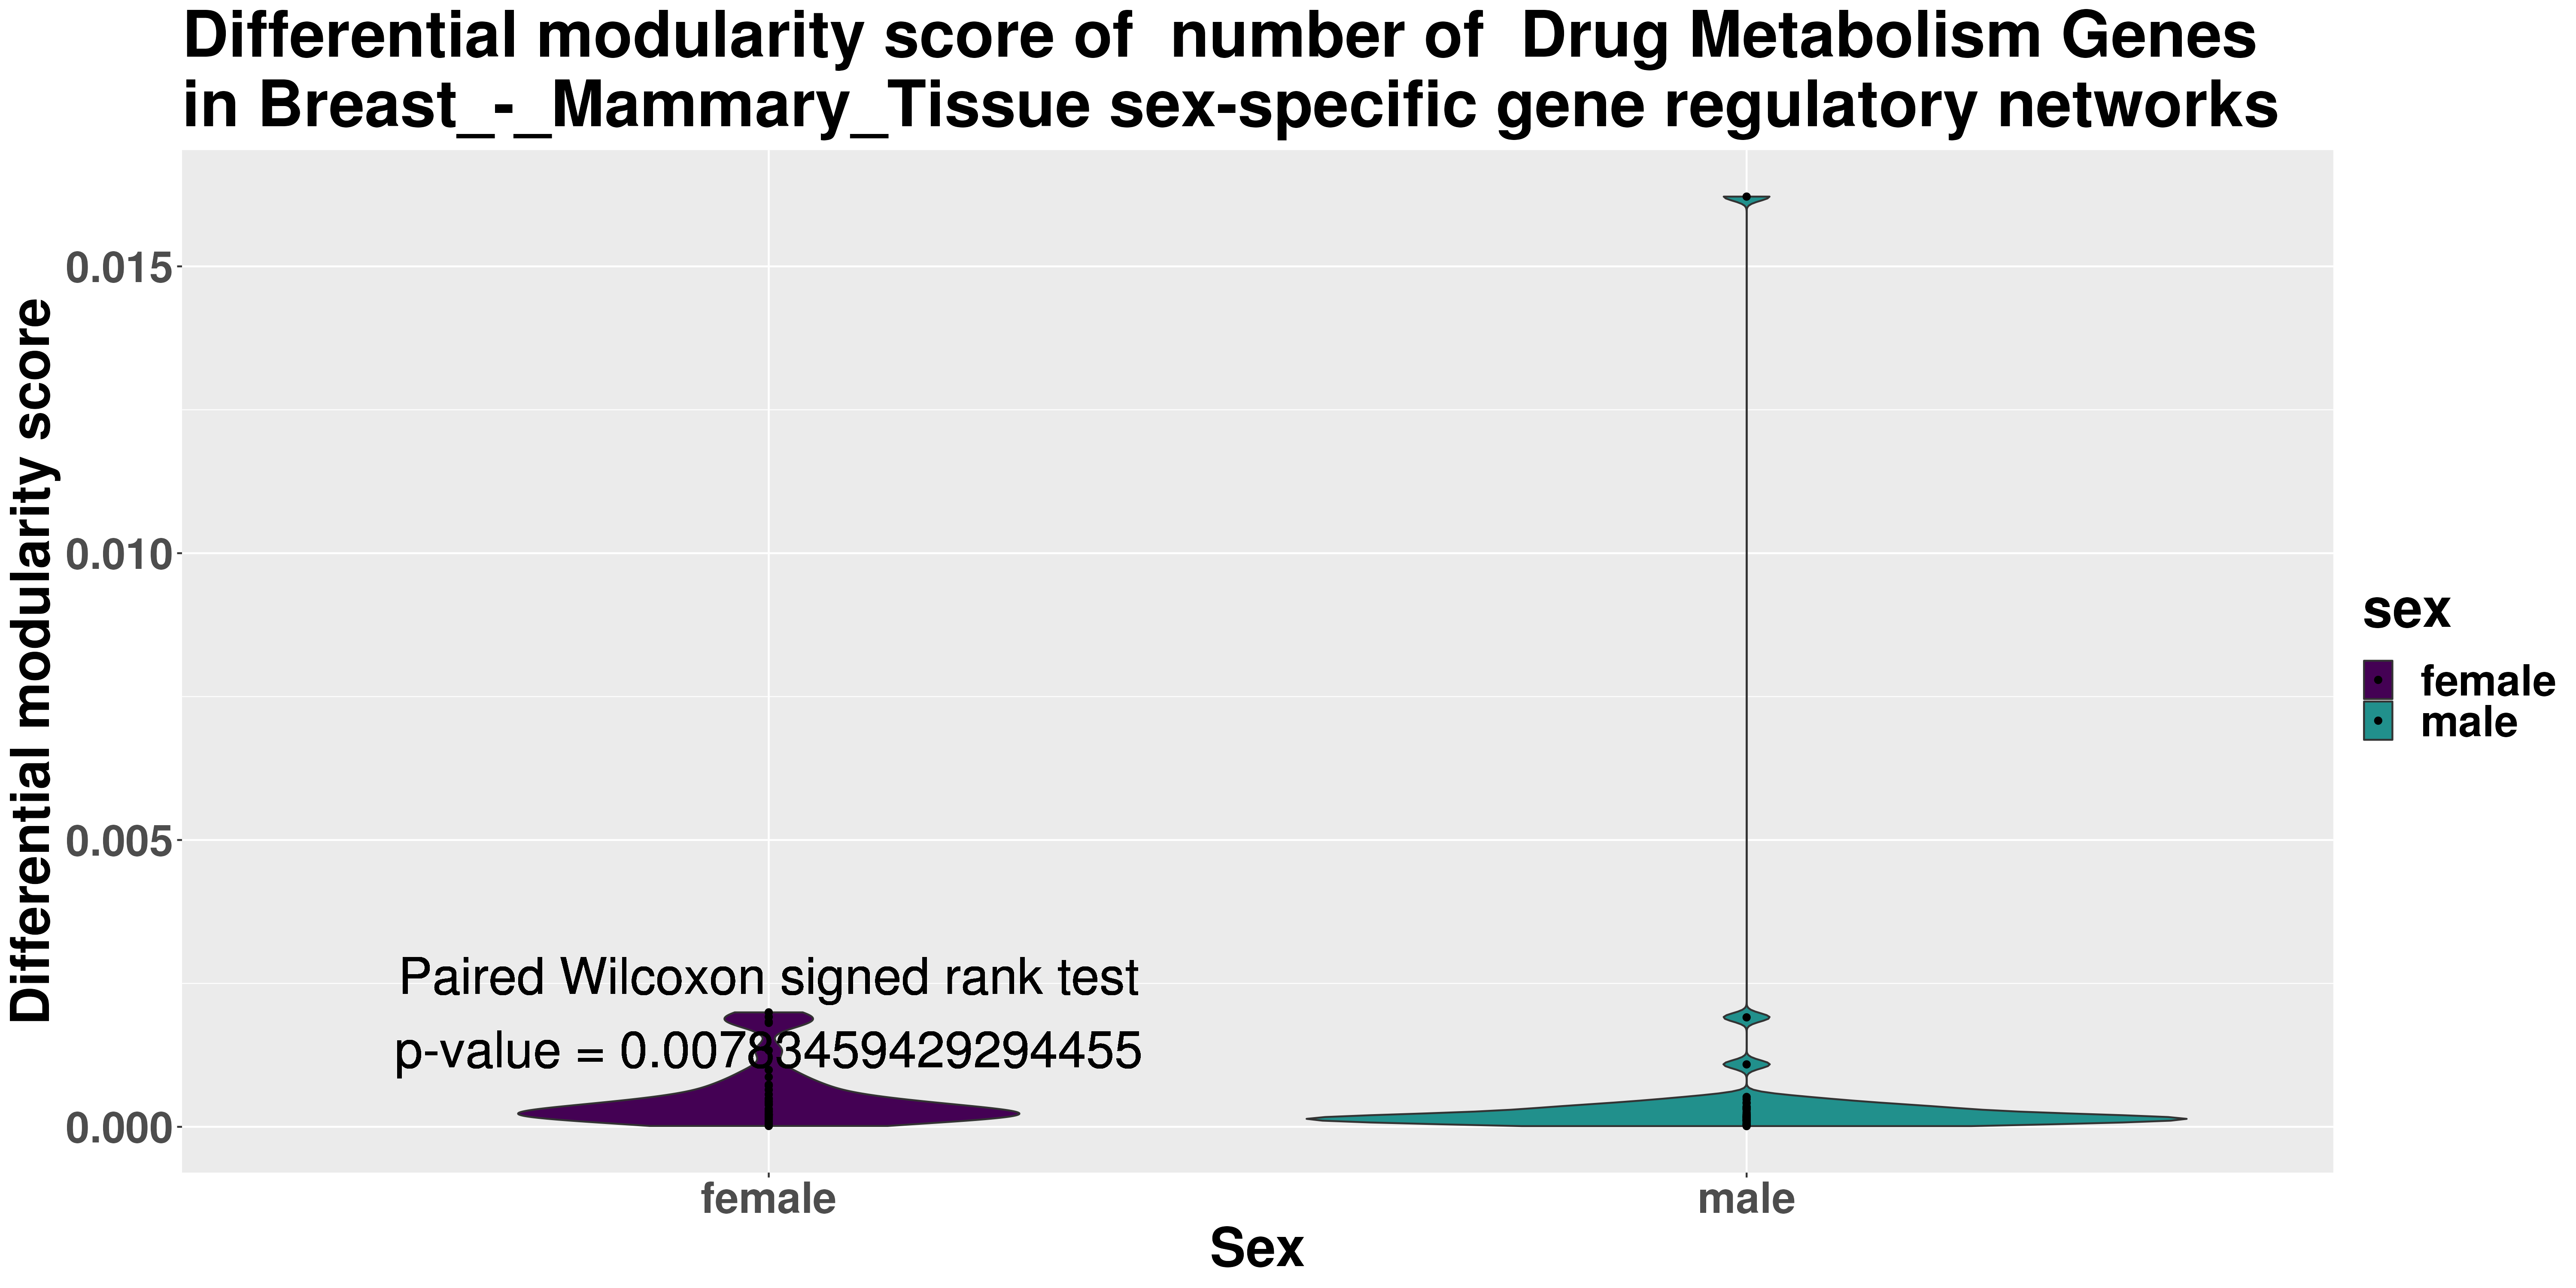 Differential modularity score of  number of  Drug Metabolism Genes
in Breast_-_Mammary_Tissue sex-specific gene regulatory networks
Differential modularity score
0.015
0.010
0.005
0.000
Paired Wilcoxon signed rank test
p-value = 0.00783459429294455
female
male
Sex
sex
female
male